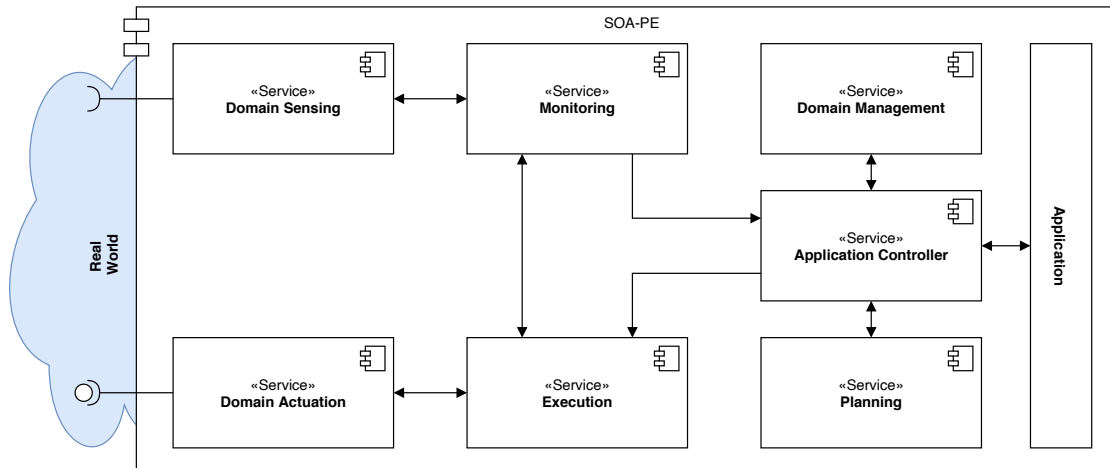 SOA-PE
«Service»
Domain Sensing
«Service»
Monitoring
«Service»
Domain Management
Real
World
«Service»
Application Controller
Application
«Service»
Domain Actuation
«Service»
Execution
«Service»
Planning